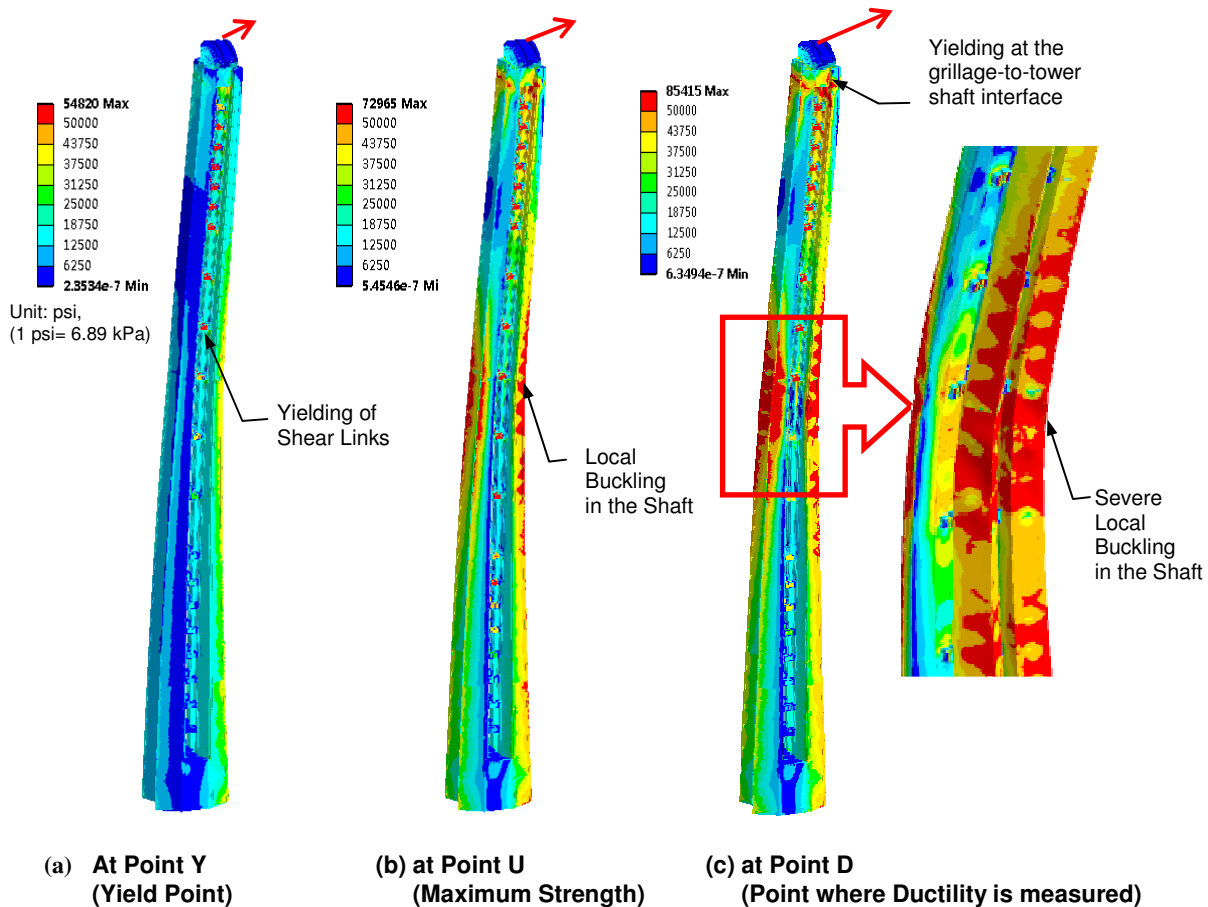 54820 Max
50000
43750
37500
31250
25000
18750
12500
6250
2.3534e-7 Min
Unit: psi,
(1 psi= 6.89 kPa)
Yielding of
Shear Links
72965 Max
50000
43750
37500
31250
25000
18750
12500
6250
5.4546e-7 Mi
Local
Buckling
in the Shaft
85415 Max
50000
43750
37500
31250
25000
18750
12500
6250
6.3494e-7 Min
Yielding at the
grillage-to-tower
shaft interface
Severe
Local
Buckling
in the Shaft
(a) At Point Y
(Yield Point)
(b) at Point U
(Maximum Strength)
(c) at Point D
(Point where Ductility is measured)